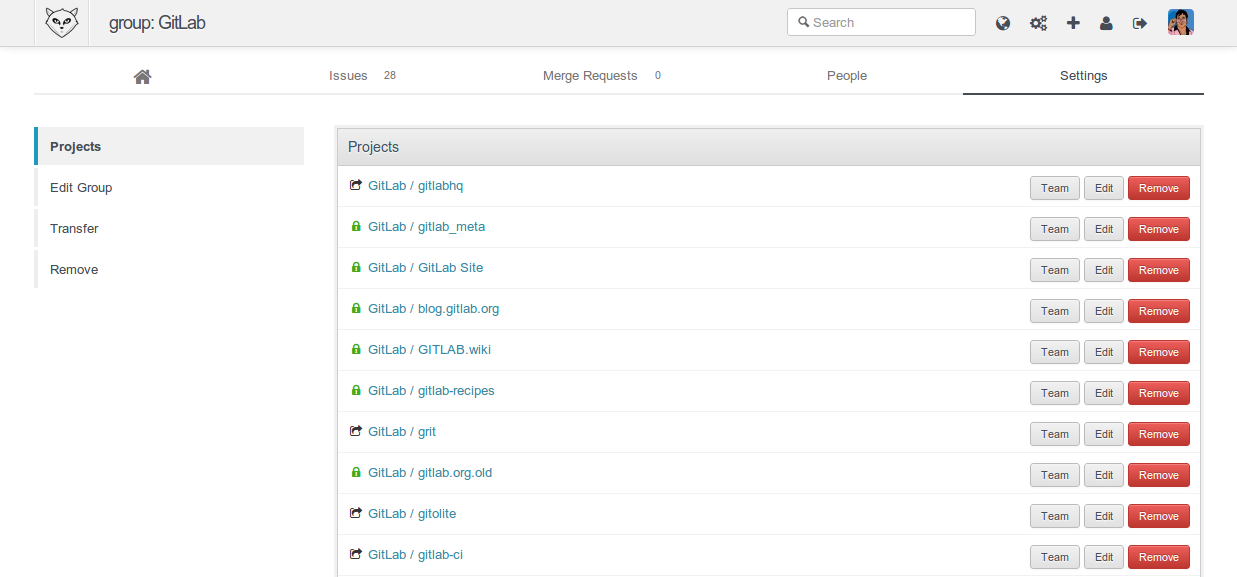 group: GitLab
Search
Issues 28 Merge Requests 0 People Settings
Projects
Edit Group
Transfer
Remove
Projects
GitLab / gitlabhq Team Edit Remove
GitLab / gitlab_meta Team Edit Remove
GitLab / GitLab Site Team Edit Remove
GitLab / blog.gitlab.org Team Edit Remove
GitLab / GITLAB.wiki Team Edit Remove
GitLab / gitlab-recipes Team Edit Remove
GitLab / grit Team Edit Remove
GitLab / gitlab.org.old Team Edit Remove
GitLab / gitolite Team Edit Remove
GitLab / gitlab-ci Team Edit Remove